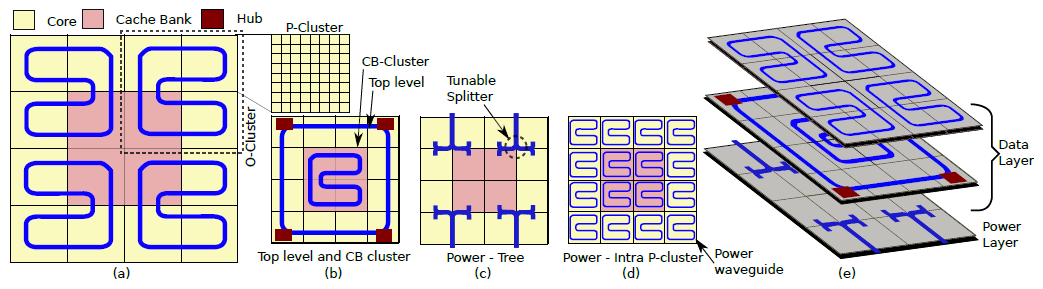 Core
Cache Bank
Hub
P-Cluster
CB-Cluster
Top level
Tunable
Splitter
O-Cluster
Data
Layer
Power
Layer
Top level and CB cluster
Power - Tree
Power - Intra P-cluster
Power
waveguide
(a)
(b)
(c)
(d)
(e)